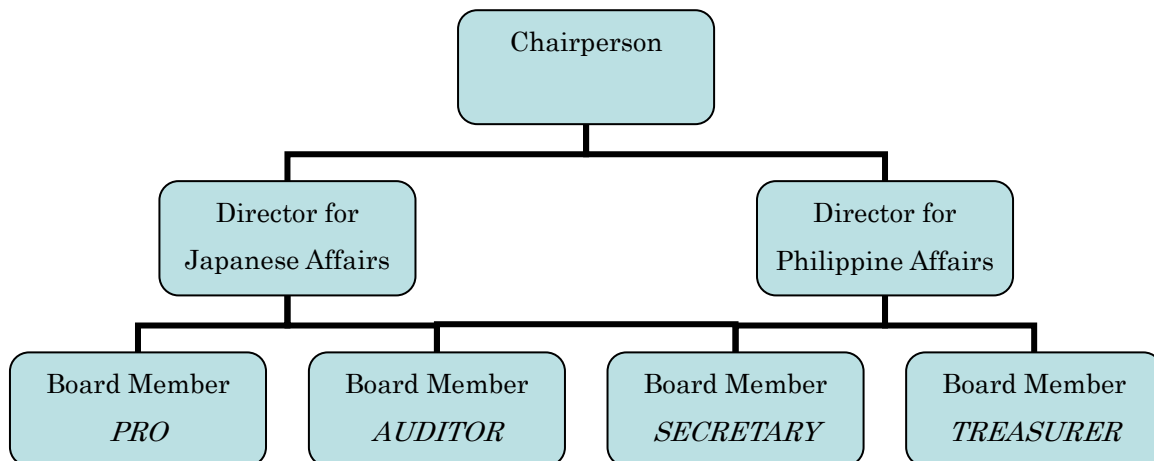 Chairperson
Director for
Japanese Affairs
Director for
Philippine Affairs
Board Member
PRO
Board Member
AUDITOR
Board Member
SECRETARY
Board Member
TREASURER